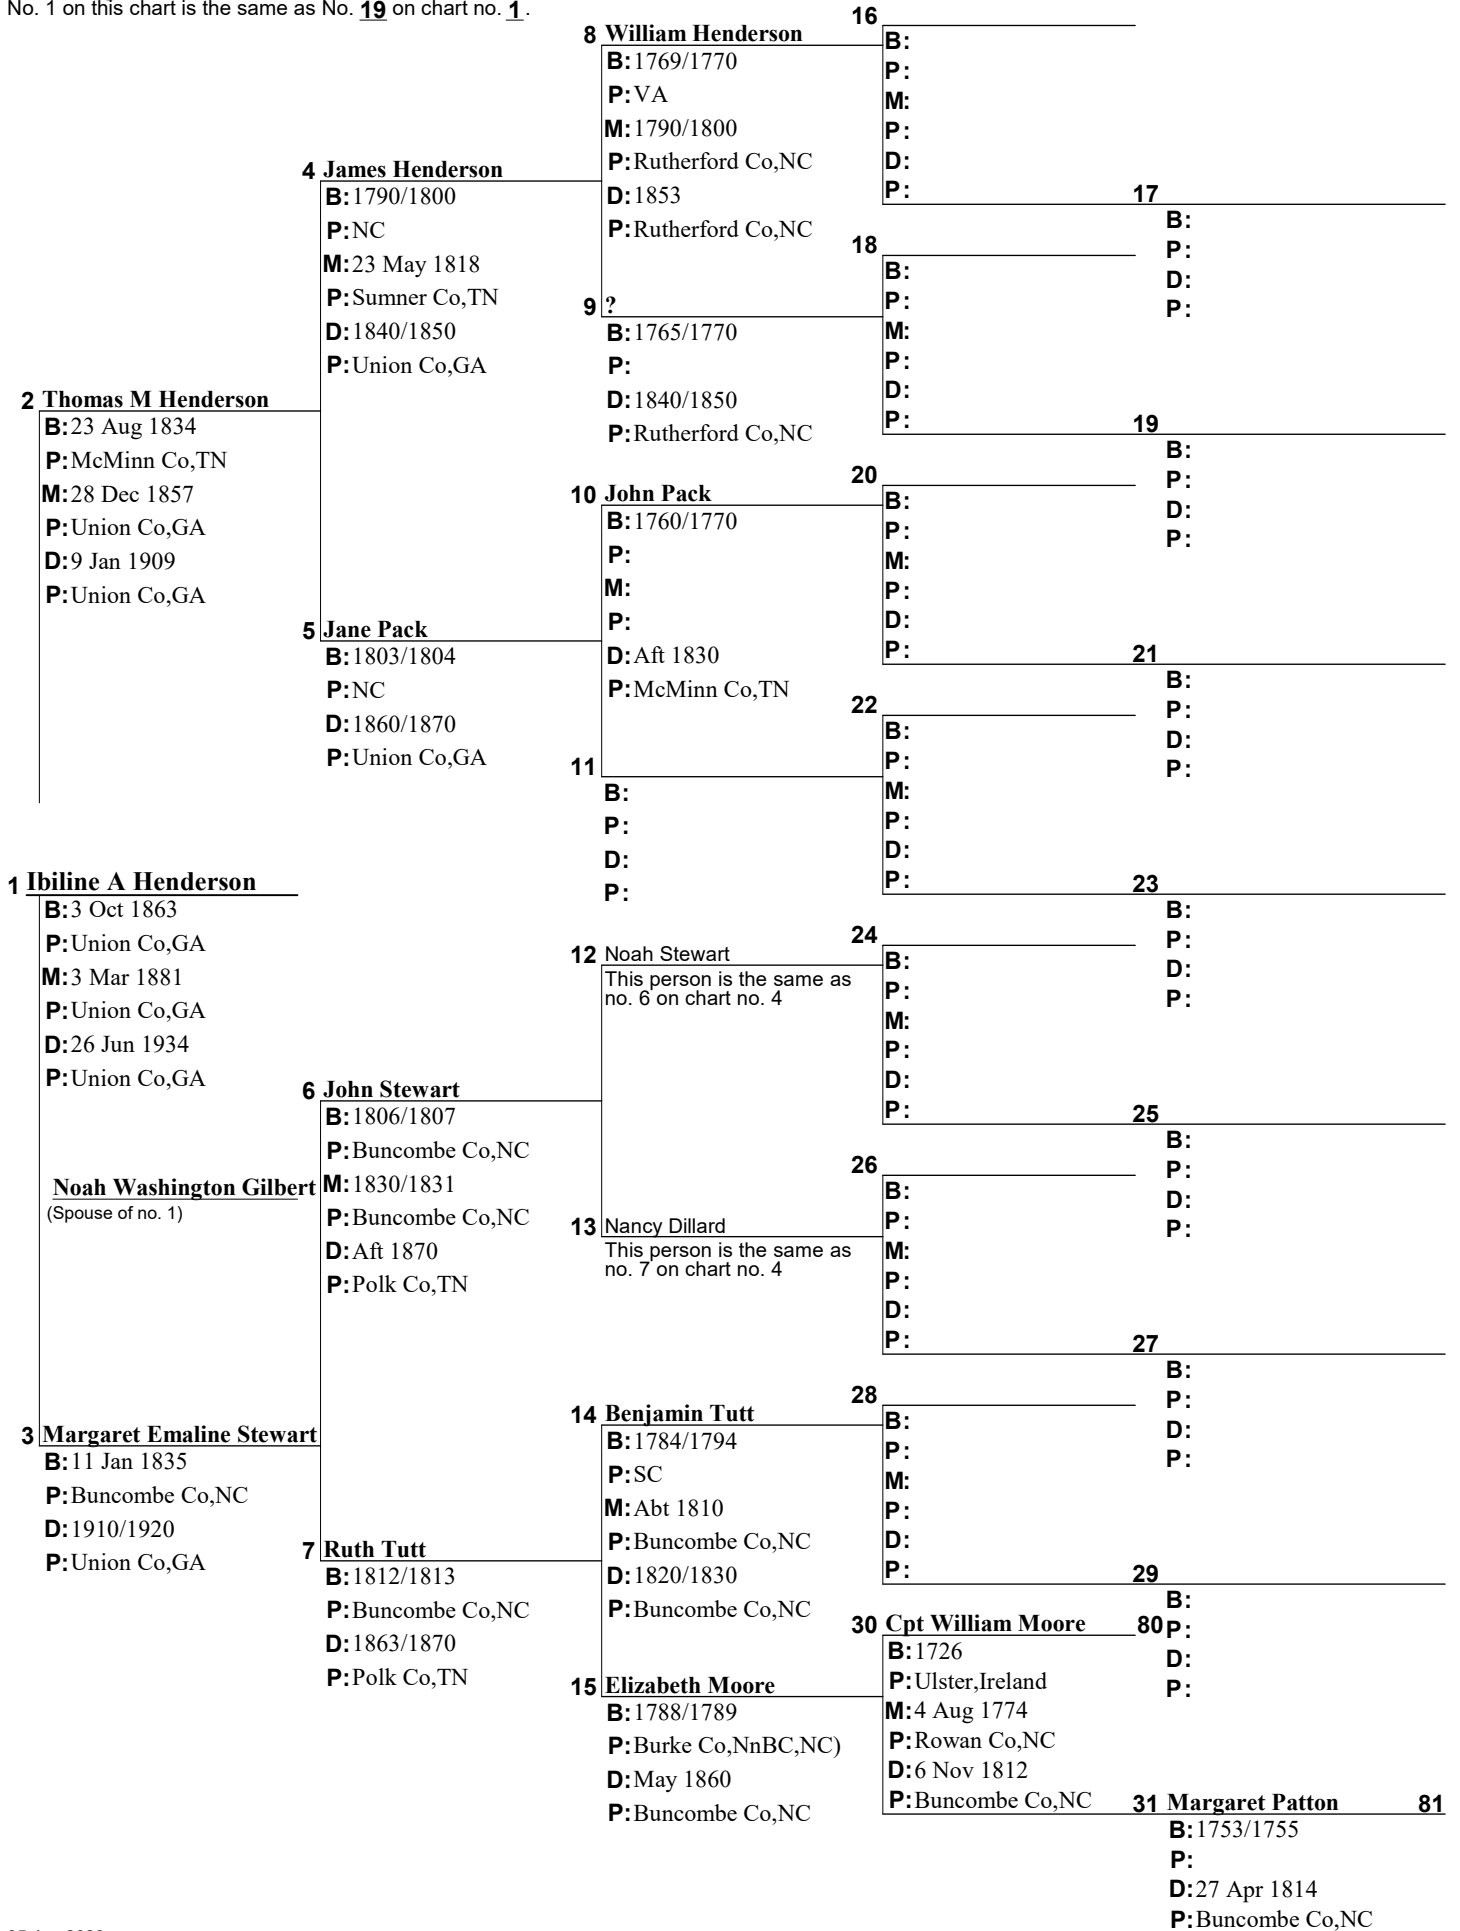 No. 1 on this chart is the same as No. 19 on chart no. 1.
2 Thomas M Henderson
B:23 Aug 1834
P:McMinn Co,TN
M:28 Dec 1857
P:Union Co,GA
D:9 Jan 1909
P:Union Co,GA
1 Ibiline A Henderson
B:3 Oct 1863
P:Union Co,GA
M:3 Mar 1881
P:Union Co,GA
D:26 Jun 1934
P:Union Co,GA
Noah Washington Gilbert
(Spouse of no. 1)
3 Margaret Emaline Stewart
B:11 Jan 1835
P:Buncombe Co,NC
D:1910/1920
P:Union Co,GA
4 James Henderson
B:1790/1800
P:NC
M:23 May 1818
P:Sumner Co,TN
D:1840/1850
P:Union Co,GA
5 Jane Pack
B:1803/1804
P:NC
D:1860/1870
P:Union Co,GA
6 John Stewart
B:1806/1807
P:Buncombe Co,NC
M:1830/1831
P:Buncombe Co,NC
D:Aft 1870
P:Polk Co,TN
7 Ruth Tutt
B:1812/1813
P:Buncombe Co,NC
D:1863/1870
P:Polk Co,TN
8 William Henderson
B:1769/1770
P:VA
M:1790/1800
P:Rutherford Co,NC
D:1853
P:Rutherford Co,NC
9 ?
B:1765/1770
P:
D:1840/1850
P:Rutherford Co,NC
10 John Pack
B:1760/1770
P:
M:
P:
D:Aft 1830
P:McMinn Co,TN
11
B:
P:
D:
P:
12 Noah Stewart
This person is the same as
no. 6 on chart no. 4
13 Nancy Dillard
This person is the same as
no. 7 on chart no. 4
14 Benjamin Tutt
B:1784/1794
P:SC
M:Abt 1810
P:Buncombe Co,NC
D:1820/1830
P:Buncombe Co,NC
15 Elizabeth Moore
B:1788/1789
P:Burke Co,NnBC,NC)
D:May 1860
P:Buncombe Co,NC
16
B:
P:
M:
P:
D:
P:
17
B:
P:
D:
P:
18
B:
P:
M:
P:
D:
P:
19
B:
P:
D:
P:
20
B:
P:
M:
P:
D:
P:
21
B:
P:
D:
P:
22
B:
P:
M:
P:
D:
P:
23
B:
P:
D:
P:
24
B:
P:
M:
P:
D:
P:
25
B:
P:
D:
P:
26
B:
P:
M:
P:
D:
P:
27
B:
P:
D:
P:
28
B:
P:
M:
P:
D:
P:
29
B:
P:
D:
P:
30 Cpt William Moore 80
B:1726
P:Ulster,Ireland
M:4 Aug 1774
P:Rowan Co,NC
D:6 Nov 1812
P:Buncombe Co,NC
31 Margaret Patton 81
B:1753/1755
P:
D:27 Apr 1814
P:Buncombe Co,NC